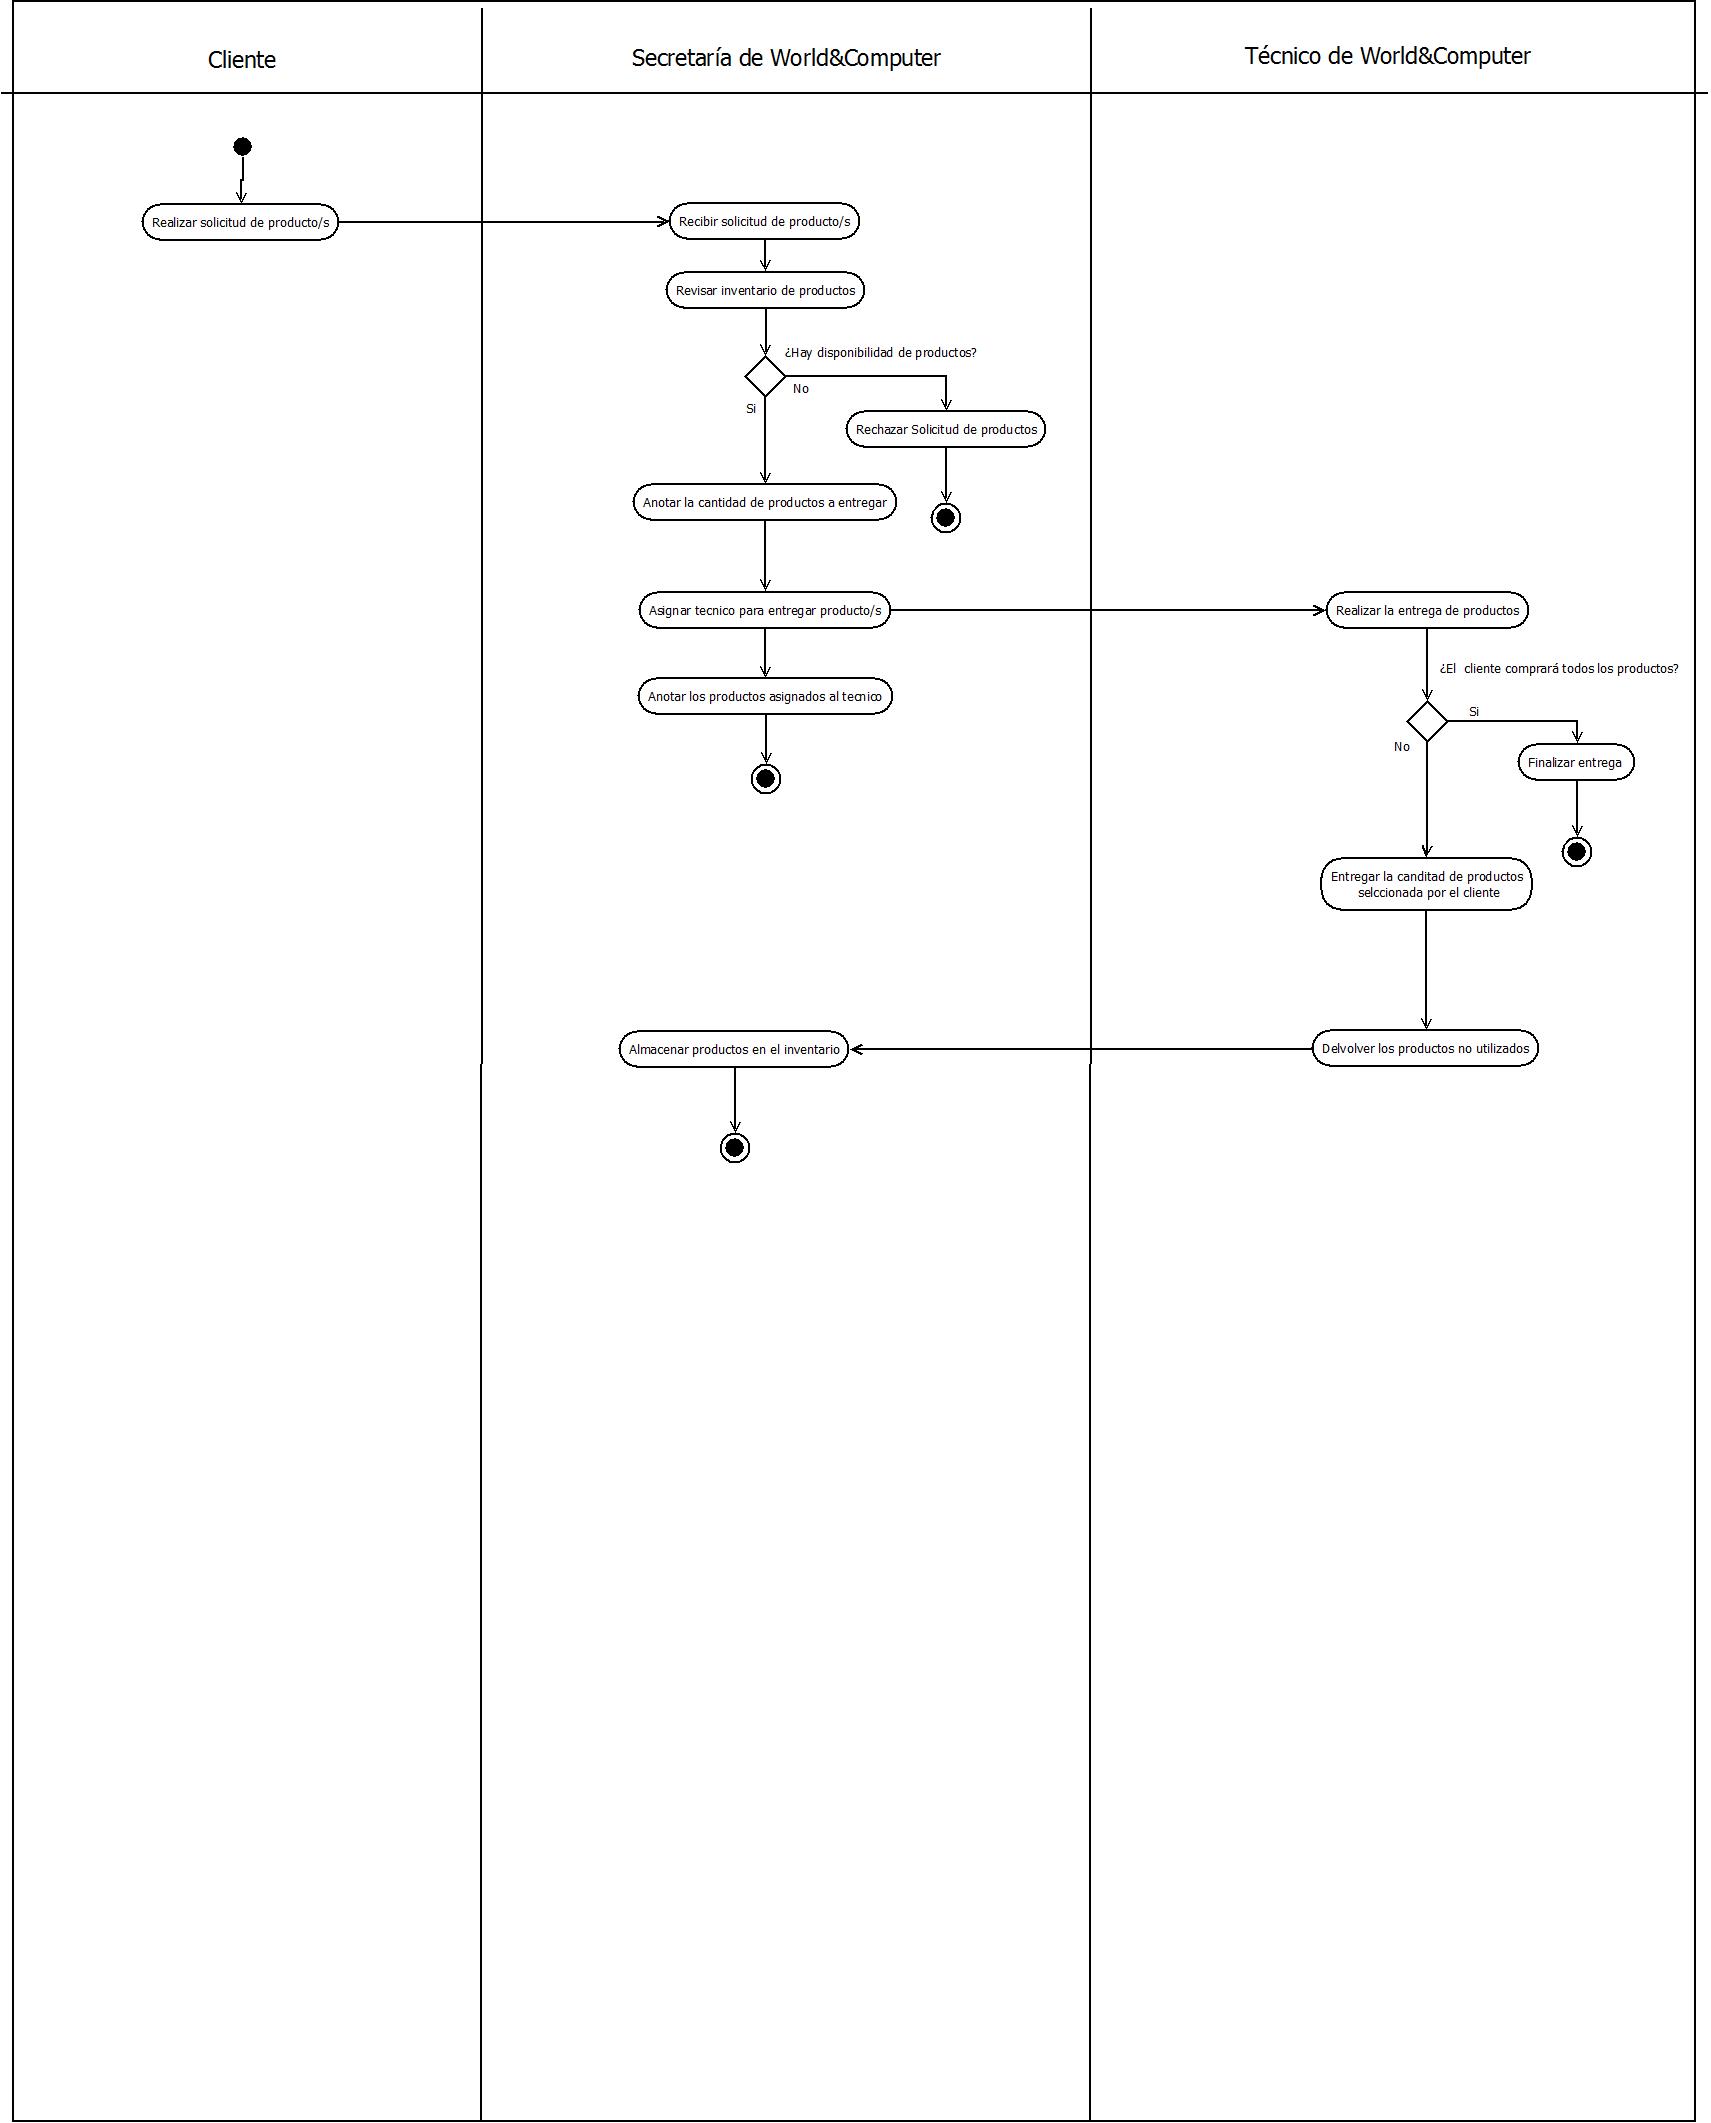 Cliente
Secretaría de World&Computer
Técnico de World&Computer
Realizar solicitud de producto/s
Recibir solicitud de producto/s
Revisar inventario de productos
¿Hay disponibilidad de productos?
No
Si
Rechazar Solicitud de productos
Anotar la cantidad de productos a entregar
Asignar tecnico para entregar producto/s
Realizar la entrega de productos
¿El cliente comprará todos los productos?
Anotar los productos asignados al tecnico
Si
No
Finalizar entrega
Entregar la canditad de productos
selccionada por el cliente
Almacenar productos en el inventario
Delvolver los productos no utilizados